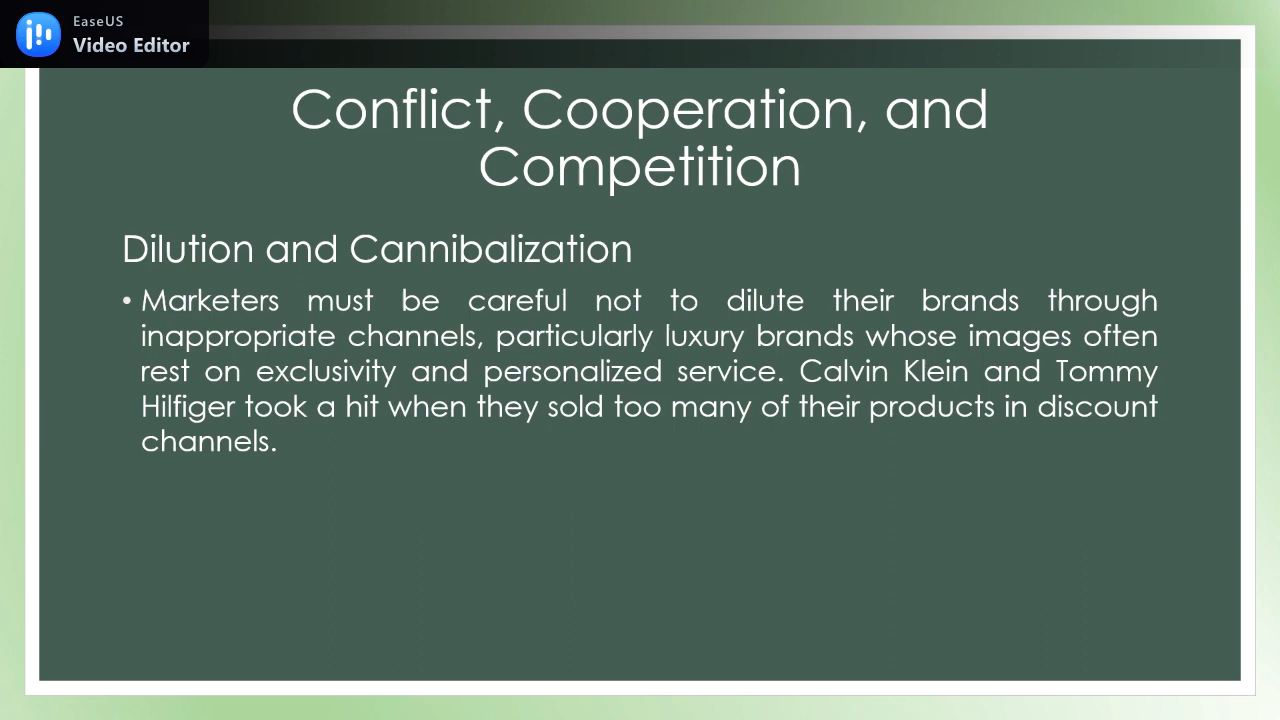 EaseUS
Video Editor
Conflict, Cooperation, and
Competition
Dilution and Cannibalization
• Marketers must be careful not to dilute their brands through
inappropriate channels, particularly luxury brands whose images often
rest on exclusivity and personalized service. Calvin Klein and Tommy
Hilfiger took a hit when they sold too many of their products in discount
channels.